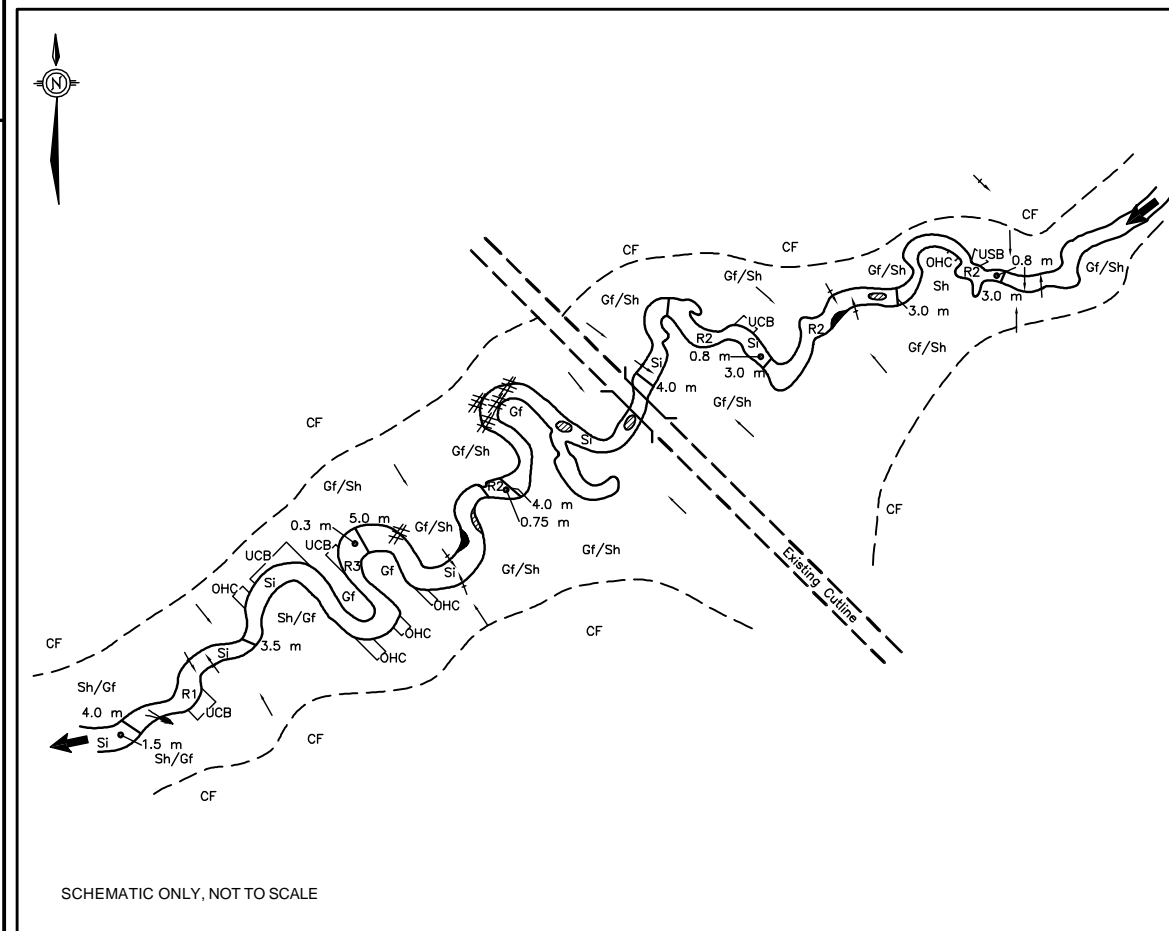 N
CF
CF
CF
USB
0.8 m
Gf/Sh
OHC
R2
Sh
Gf/Sh
Gf/Sh
3.0 m
Gf/Sh
3.0 m
UCB
R2
R2
Si
Gf/Sh
0.8 m
Si
3.0 m
4.0 m
Gf/Sh
Gf
CF
Si
Gf/Sh
Gf/Sh
R2
4.0 m
CF
0.75 m
5.0 m
0.3 m
Gf/Sh
Gf/Sh
Existing Cutline
UCB
UCB
R3
Gf
Si
Gf/Sh
OHC
Si
Gf
OHC
Sh/Gf
OHC
CF
CF
Si
3.5 m
OHC
Sh/Gf
R1
4.0 m
UCB
Si
1.5 m
CF
Sh/Gf
CF
SCHEMATIC ONLY, NOT TO SCALE